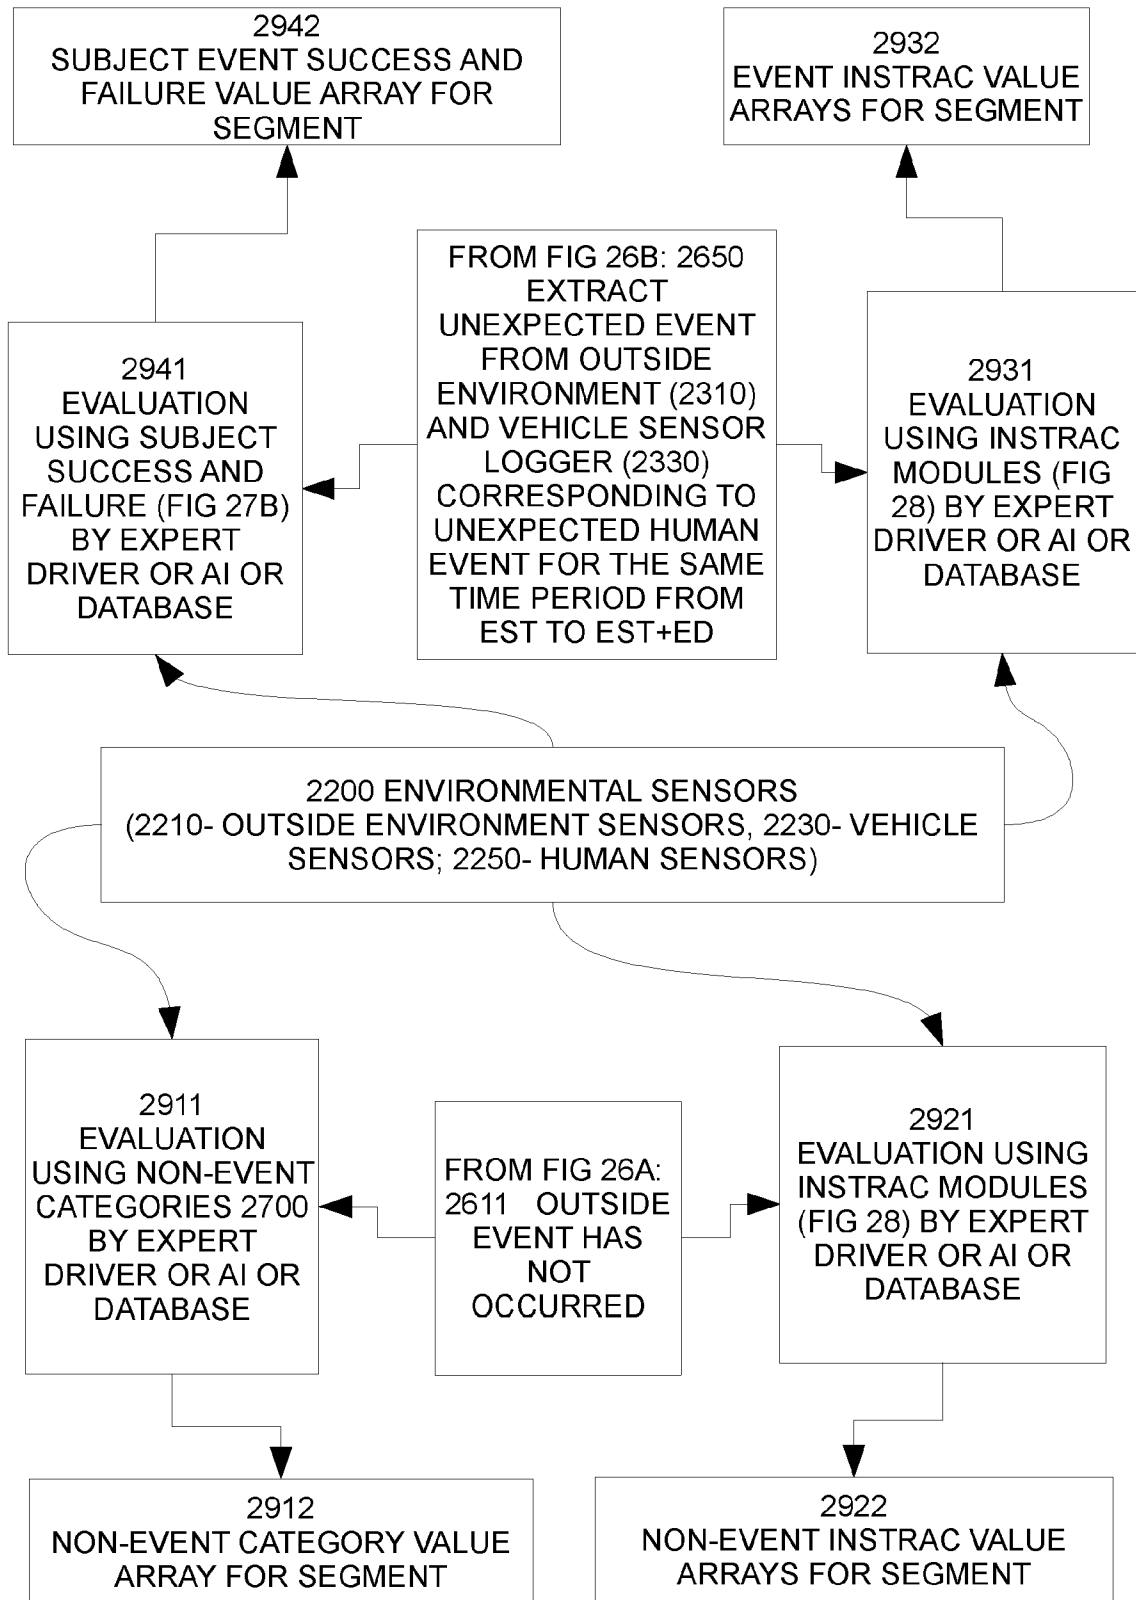 2942
SUBJECT EVENT SUCCESS AND
FAILURE VALUE ARRAY FOR
SEGMENT
2932
EVENT INSTRAC VALUE
ARRAYS FOR SEGMENT
FROM FIG 26B: 2650
EXTRACT
UNEXPECTED EVENT
FROM OUTSIDE
ENVIRONMENT (2310)
AND VEHICLE SENSOR
LOGGER (2330)
CORRESPONDING TO
UNEXPECTED HUMAN
EVENT FOR THE SAME
TIME PERIOD FROM
EST TO EST+ED
2941
EVALUATION
USING SUBJECT
SUCCESS AND
FAILURE (FIG 27B)
BY EXPERT
DRIVER OR AI OR
DATABASE
2931
EVALUATION
USING INSTRAC
MODULES (FIG
28) BY EXPERT
DRIVER OR AI OR
DATABASE
2200 ENVIRONMENTAL SENSORS
(2210- OUTSIDE ENVIRONMENT SENSORS, 2230- VEHICLE
SENSORS; 2250- HUMAN SENSORS)
2911
EVALUATION
USING NON-EVENT
CATEGORIES 2700
BY EXPERT
DRIVER OR AI OR
DATABASE
FROM FIG 26A:
2611 OUTSIDE
EVENT HAS
NOT
OCCURRED
2921
EVALUATION USING
INSTRAC MODULES
(FIG 28) BY EXPERT
DRIVER OR AI OR
DATABASE
2912
NON-EVENT CATEGORY VALUE
ARRAY FOR SEGMENT
2922
NON-EVENT INSTRAC VALUE
ARRAYS FOR SEGMENT